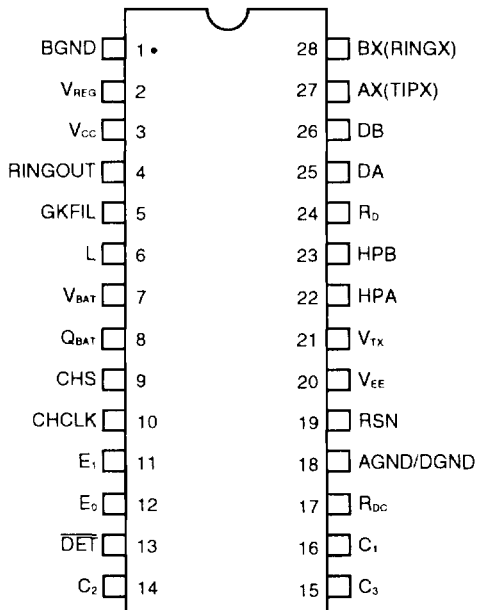 BGND 1 28 BX(RINGX)
VREG 2 27 AX(TIPX)
VCC 3 26 DB
RINGOUT 4 25 DA
GKFIL 5 24 RD
L 6 23 HPB
VBAT 7 22 HPA
QBAT 8 21 VTX
CHS 9 20 VEE
CHCLK 10 19 RSN
E1 11 18 AGND/DGND
E0 12 17 RDC
DET 13 16 C1
C2 14 15 C3